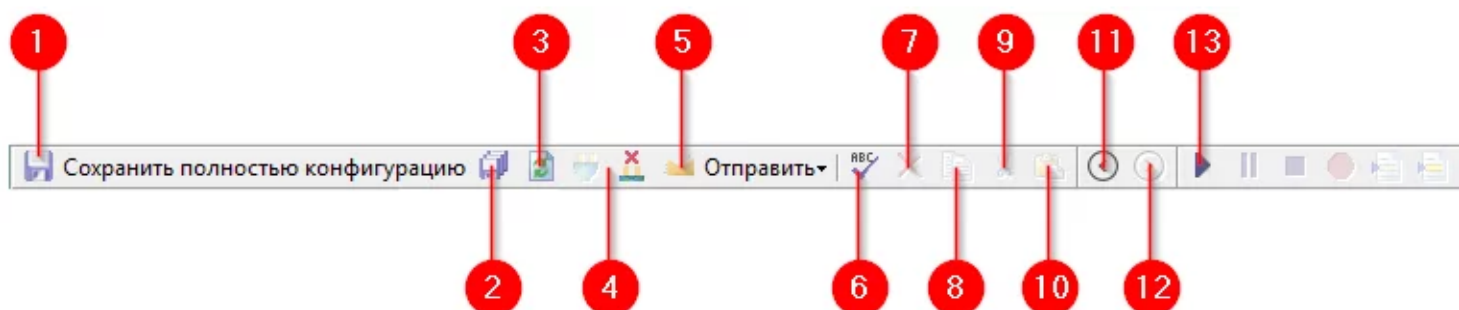 1 3 5 7 9 11 13
Сохранить полностью конфигурацию Отправить ABC
2 4 6 8 10 12